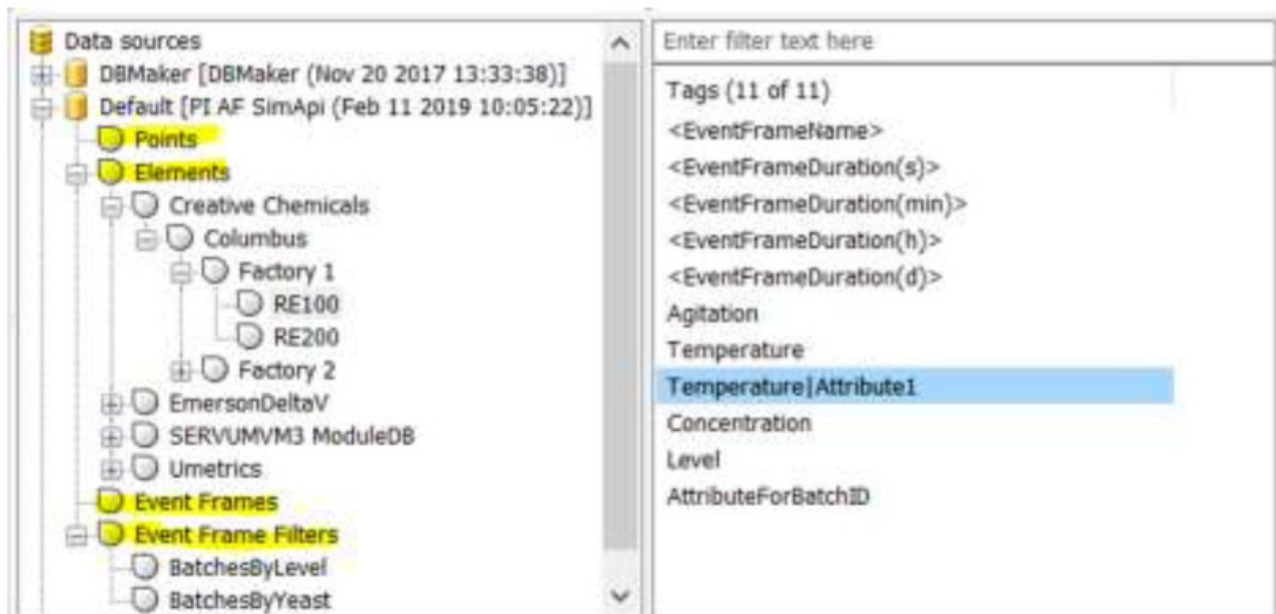 Data sources
DBMaker [DBMaker (Nov 20 2017 13:33:38)]
Default [PI AF SimApi (Feb 11 2019 10:05:22)]
Points
Elements
Creative Chemicals
Columbus
Factory 1
RE100
RE200
Factory 2
EmersonDeltaV
SERVUMVM3 ModuleDB
Umetrics
Event Frames
Event Frame Filters
BatchesByLevel
BatchesByYeast
Enter filter text here
Tags (11 of 11)
<EventFrameName>
<EventFrameDuration(s)>
<EventFrameDuration(min)>
<EventFrameDuration(h)>
<EventFrameDuration(d)>
Agitation
Temperature
Temperature|Attribute1
Concentration
Level
AttributeForBatchID